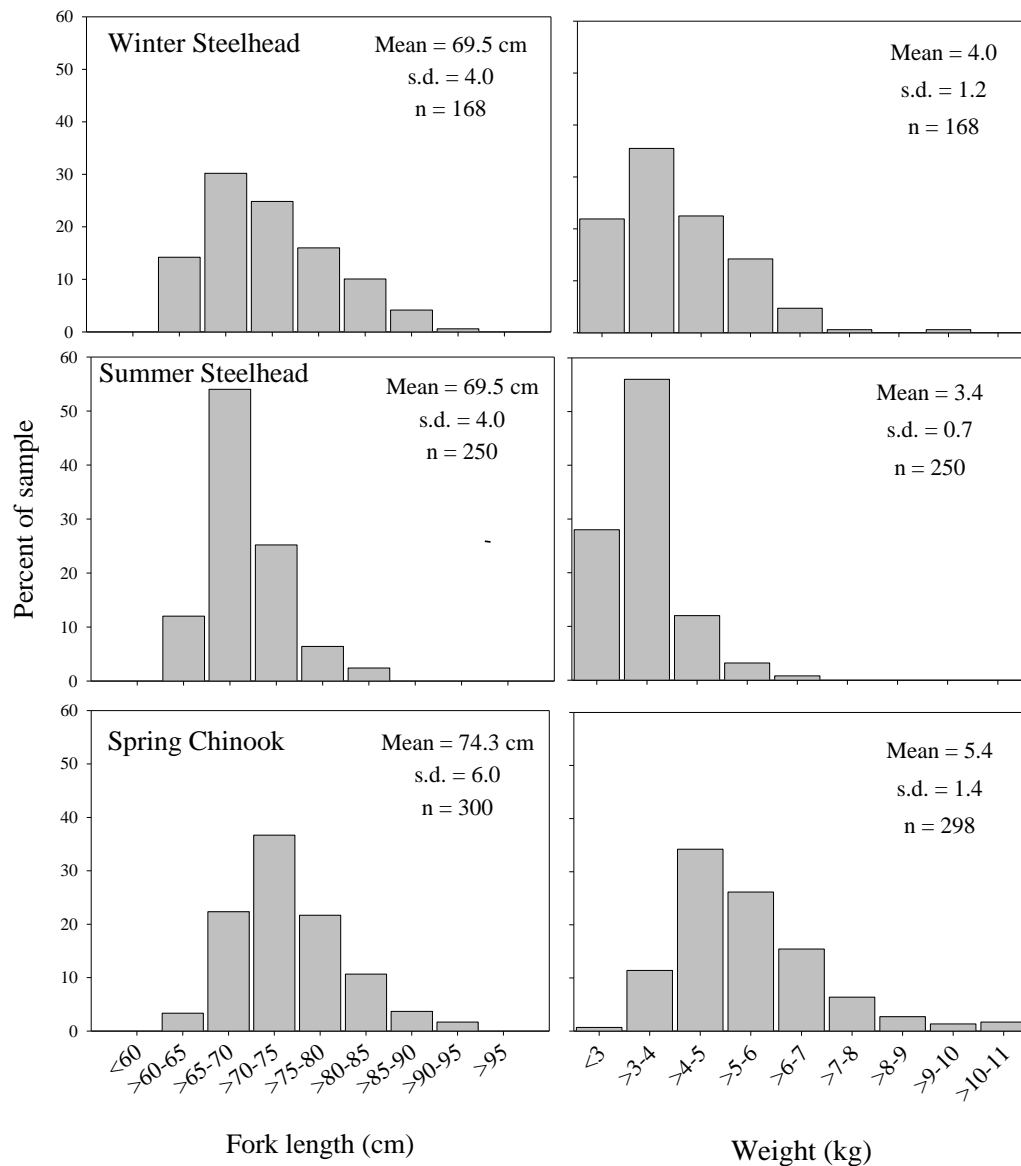 60
50
40
30
20
10
0
Winter Steelhead
Mean = 69.5 cm
s.d. = 4.0
n = 168
Mean = 4.0
s.d. = 1.2
n = 168
60
50
40
30
20
10
0
Summer Steelhead
Mean = 69.5 cm
s.d. = 4.0
n = 250
Mean = 3.4
s.d. = 0.7
n = 250
Percent of sample
60
50
40
30
20
10
0
Spring Chinook
Mean = 74.3 cm
s.d. = 6.0
n = 300
Mean = 5.4
s.d. = 1.4
n = 298
<60
>60-65
>65-70
>70-75
>75-80
>80-85
>85-90
>90-95
>95
<3
>3-4
>4-5
>5-6
>6-7
>7-8
>8-9
>9-10
>10-11
Fork length (cm)
Weight (kg)